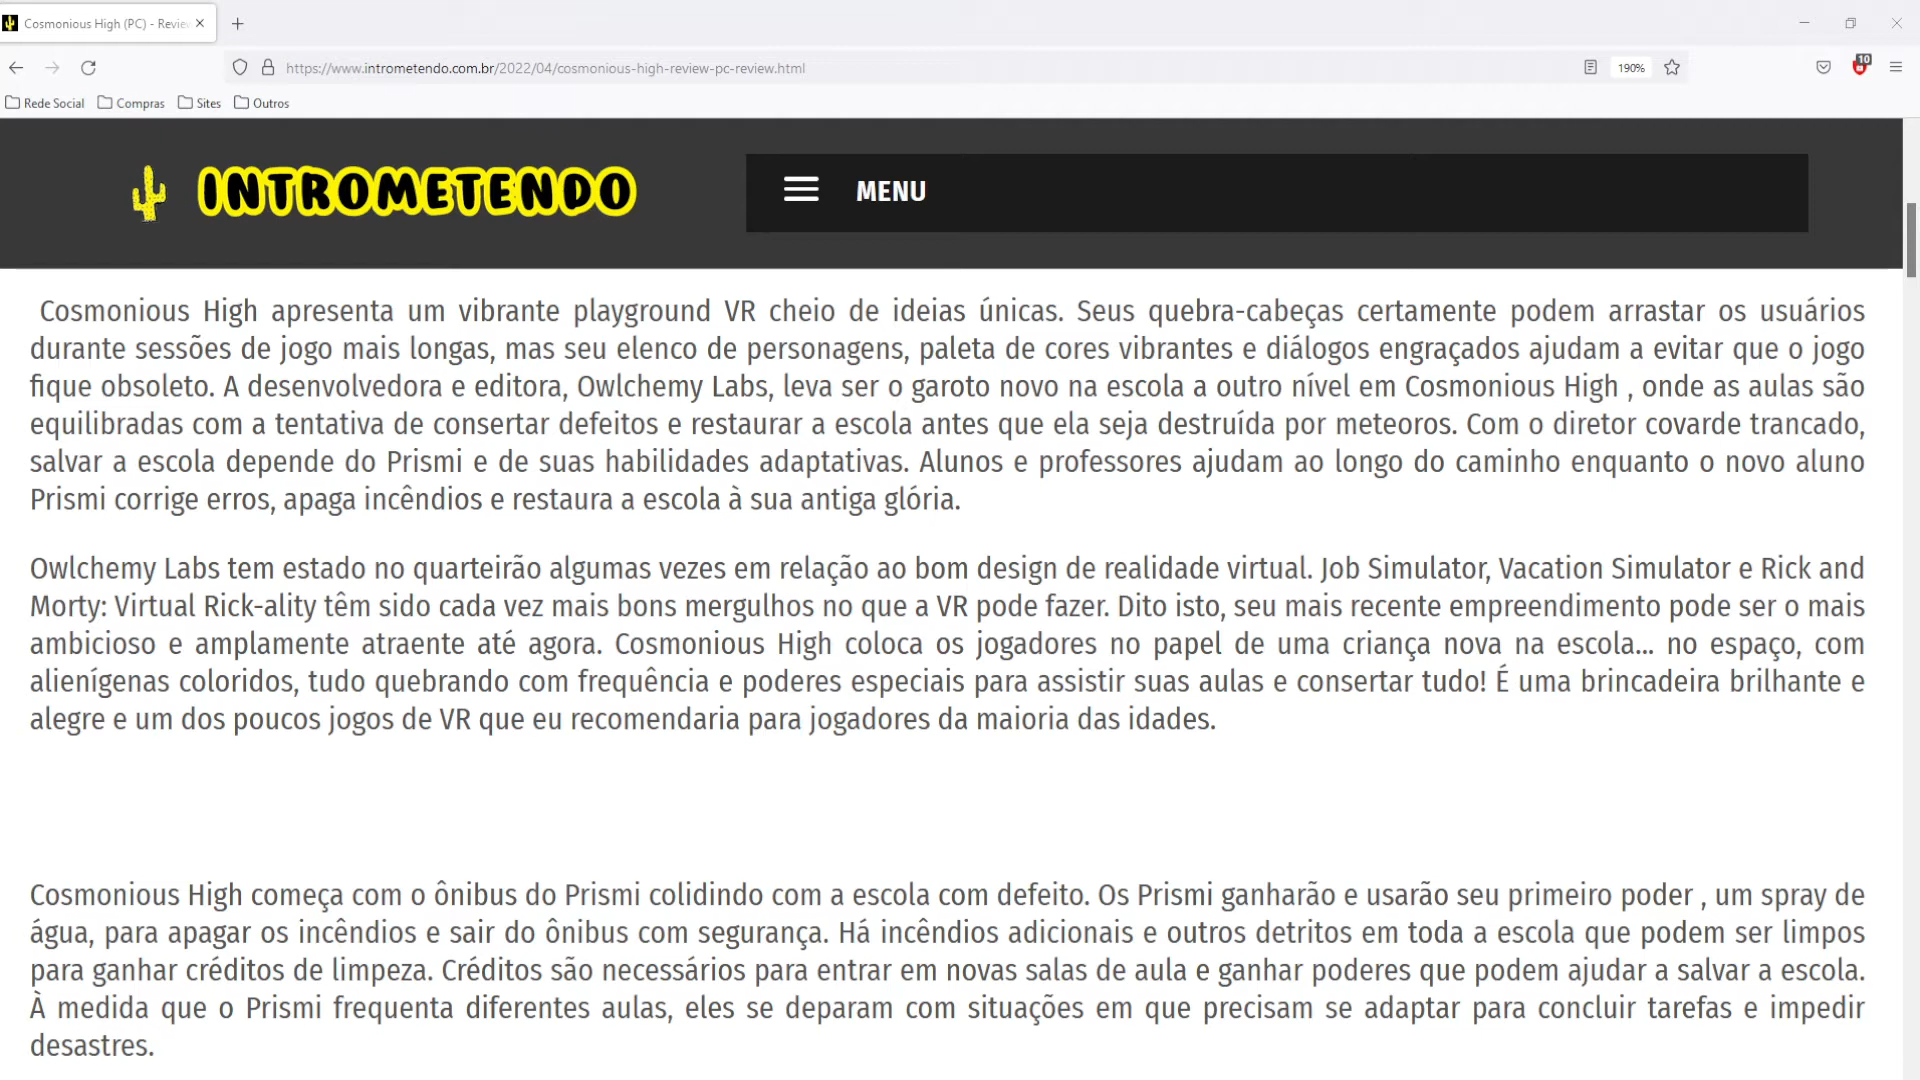 Cosmonious High (PC) - Revie
https://www.intrometendo.com.br/2022/04/cosmonious-high-review-pc-review.html
190%
10
Rede Social
Compras
Sites
Outros
INTROMETENDO
MENU
Cosmonious High apresenta um vibrante playground VR cheio de ideias únicas. Seus quebra-cabeças certamente podem arrastar os usuários
durante sessões de jogo mais longas, mas seu elenco de personagens, paleta de cores vibrantes e diálogos engraçados ajudam a evitar que o jogo
fique obsoleto. A desenvolvedora e editora, Owlchemy Labs, leva ser o garoto novo na escola a outro nível em Cosmonious High , onde as aulas são
equilibradas com a tentativa de consertar defeitos e restaurar a escola antes que ela seja destruída por meteoros. Com o diretor covarde trancado,
salvar a escola depende do Prismi e de suas habilidades adaptativas. Alunos e professores ajudam ao longo do caminho enquanto o novo aluno
Prismi corrige erros, apaga incêndios e restaura a escola à sua antiga glória.
Owlchemy Labs tem estado no quarteirão algumas vezes em relação ao bom design de realidade virtual. Job Simulator, Vacation Simulator e Rick and
Morty: Virtual Rick-ality têm sido cada vez mais bons mergulhos no que a VR pode fazer. Dito isto, seu mais recente empreendimento pode ser o mais
ambicioso e amplamente atraente até agora. Cosmonious High coloca os jogadores no papel de uma criança nova na escola... no espaço, com
alienígenas coloridos, tudo quebrando com frequência e poderes especiais para assistir suas aulas e consertar tudo! É uma brincadeira brilhante e
alegre e um dos poucos jogos de VR que eu recomendaria para jogadores da maioria das idades.
Cosmonious High começa com o ônibus do Prismi colidindo com a escola com defeito. Os Prismi ganharão e usarão seu primeiro poder , um spray de
água, para apagar os incêndios e sair do ônibus com segurança. Há incêndios adicionais e outros detritos em toda a escola que podem ser limpos
para ganhar créditos de limpeza. Créditos são necessários para entrar em novas salas de aula e ganhar poderes que podem ajudar a salvar a escola.
À medida que o Prismi frequenta diferentes aulas, eles se deparam com situações em que precisam se adaptar para concluir tarefas e impedir
desastres.